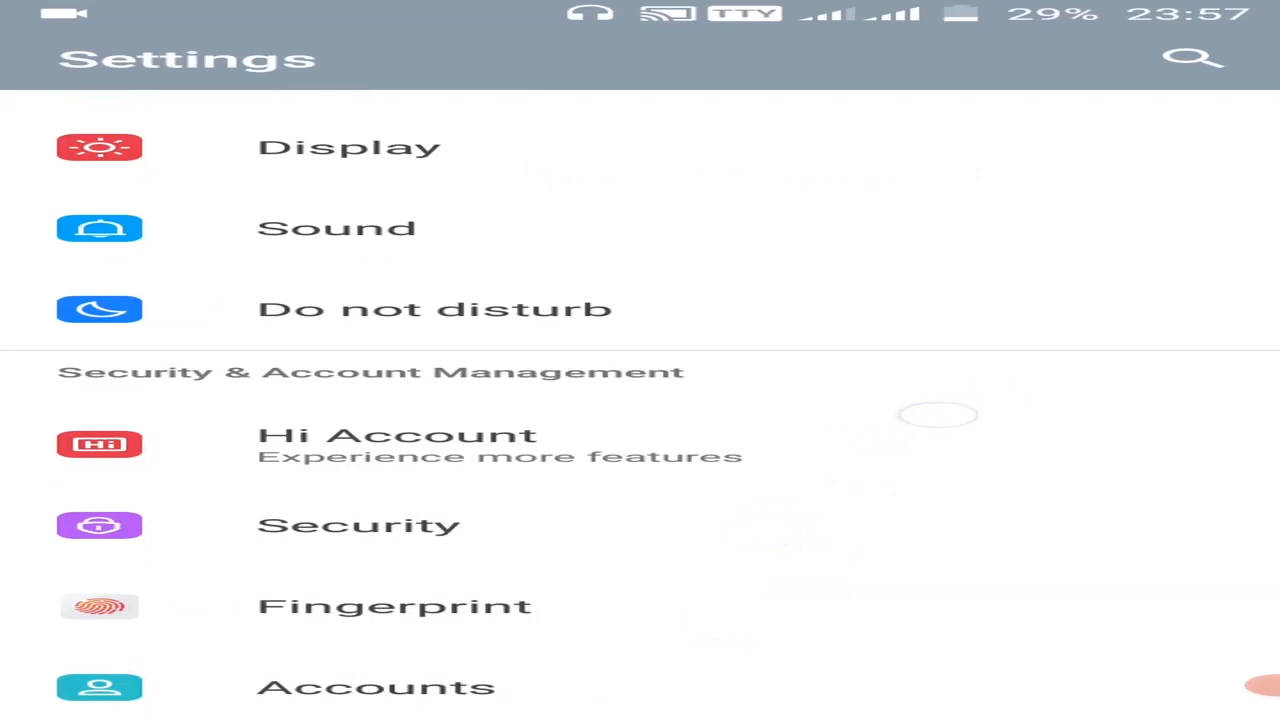 TTY 29% 23:57
Settings
Display
Sound
Do not disturb
Security & Account Management
Hi Hi Account
Experience more features
Security
Fingerprint
Accounts